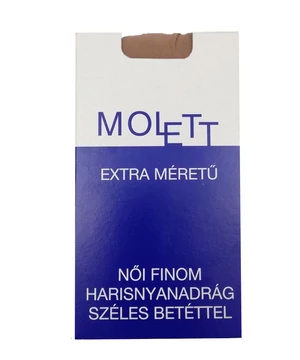 MOLETT
EXTRA MÉRETŰ
NŐI FINOM
HARISNYANADRÁG
SZÉLES BETÉTTEL